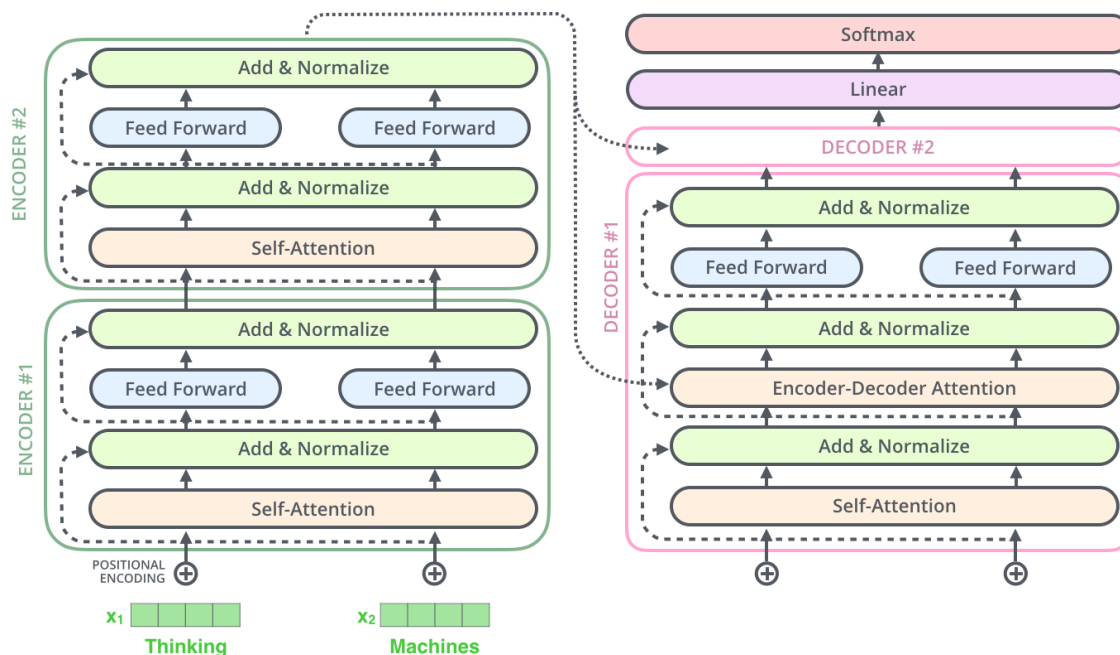 ENCODER #2
Add & Normalize
Feed Forward
Feed Forward
Add & Normalize
Self-Attention
ENCODER #1
Add & Normalize
Feed Forward
Feed Forward
Add & Normalize
Self-Attention
POSITIONAL
ENCODING
x1
x2
Thinking
Machines
Softmax
Linear
DECODER #2
DECODER #1
Add & Normalize
Feed Forward
Feed Forward
Add & Normalize
Encoder-Decoder Attention
Add & Normalize
Self-Attention